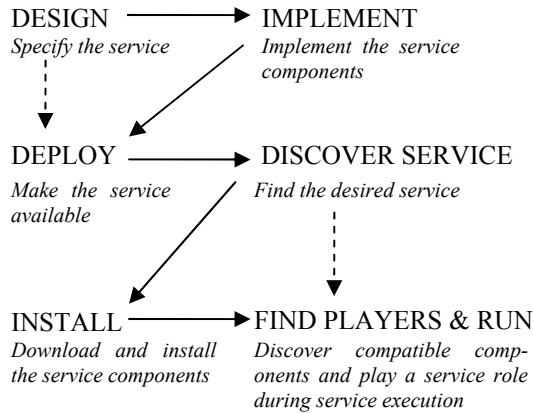 DESIGN
Specify the service
IMPLEMENT
Implement the service
components
DEPLOY
Make the service
available
DISCOVER SERVICE
Find the desired service
INSTALL
Download and install
the service components
FIND PLAYERS & RUN
Discover compatible comp-
onents and play a service role
during service execution